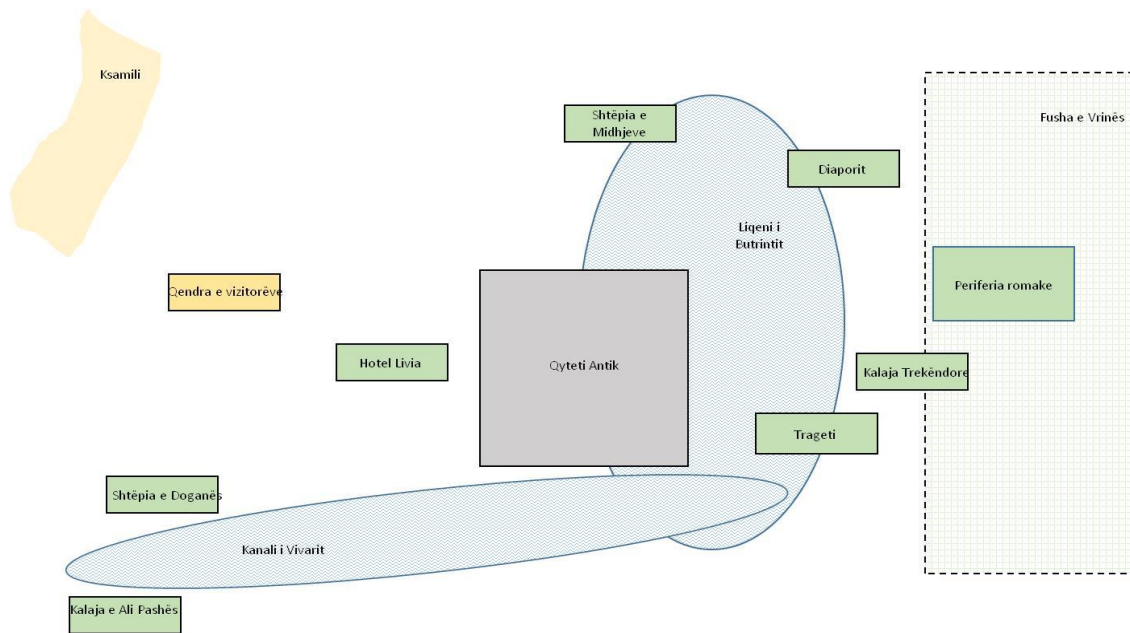 Ksamili
Shtëpia e
Midhjeve
Fusha e Vrinës
Diaporit
Liqeni i
Butrintit
Qendra e vizitorëve
Periferia romake
Hotel Livia
Qyteti Antik
Kalaja Trekëndore
Trageti
Shtëpia e Doganës
Kanali i Vivarit
Kalaja e Ali Pashës